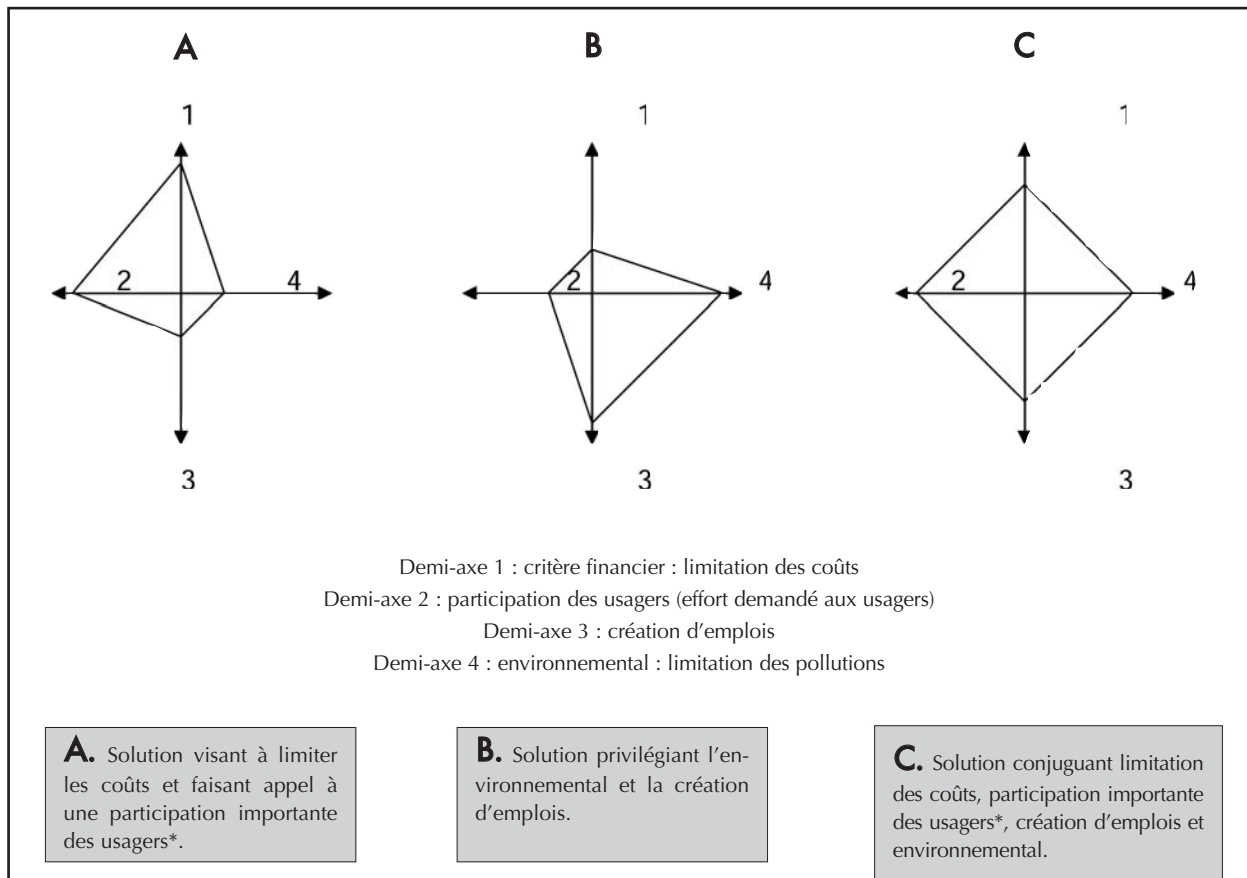 A
B
C
1
1
1
2
4
2
4
2
4
3
3
3
Demi-axe 1 : critère financier : limitation des coûts
Demi-axe 2 : participation des usagers (effort demandé aux usagers)
Demi-axe 3 : création d'emplois
Demi-axe 4 : environnemental : limitation des pollutions
A. Solution visant à limiter
les coûts et faisant appel à
une participation importante
des usagers*.
B. Solution privilégiant l'en-
vironnemental et la création
d'emplois.
C. Solution conjuguant limitation
des coûts, participation importante
des usagers*, création d'emplois et
environnemental.